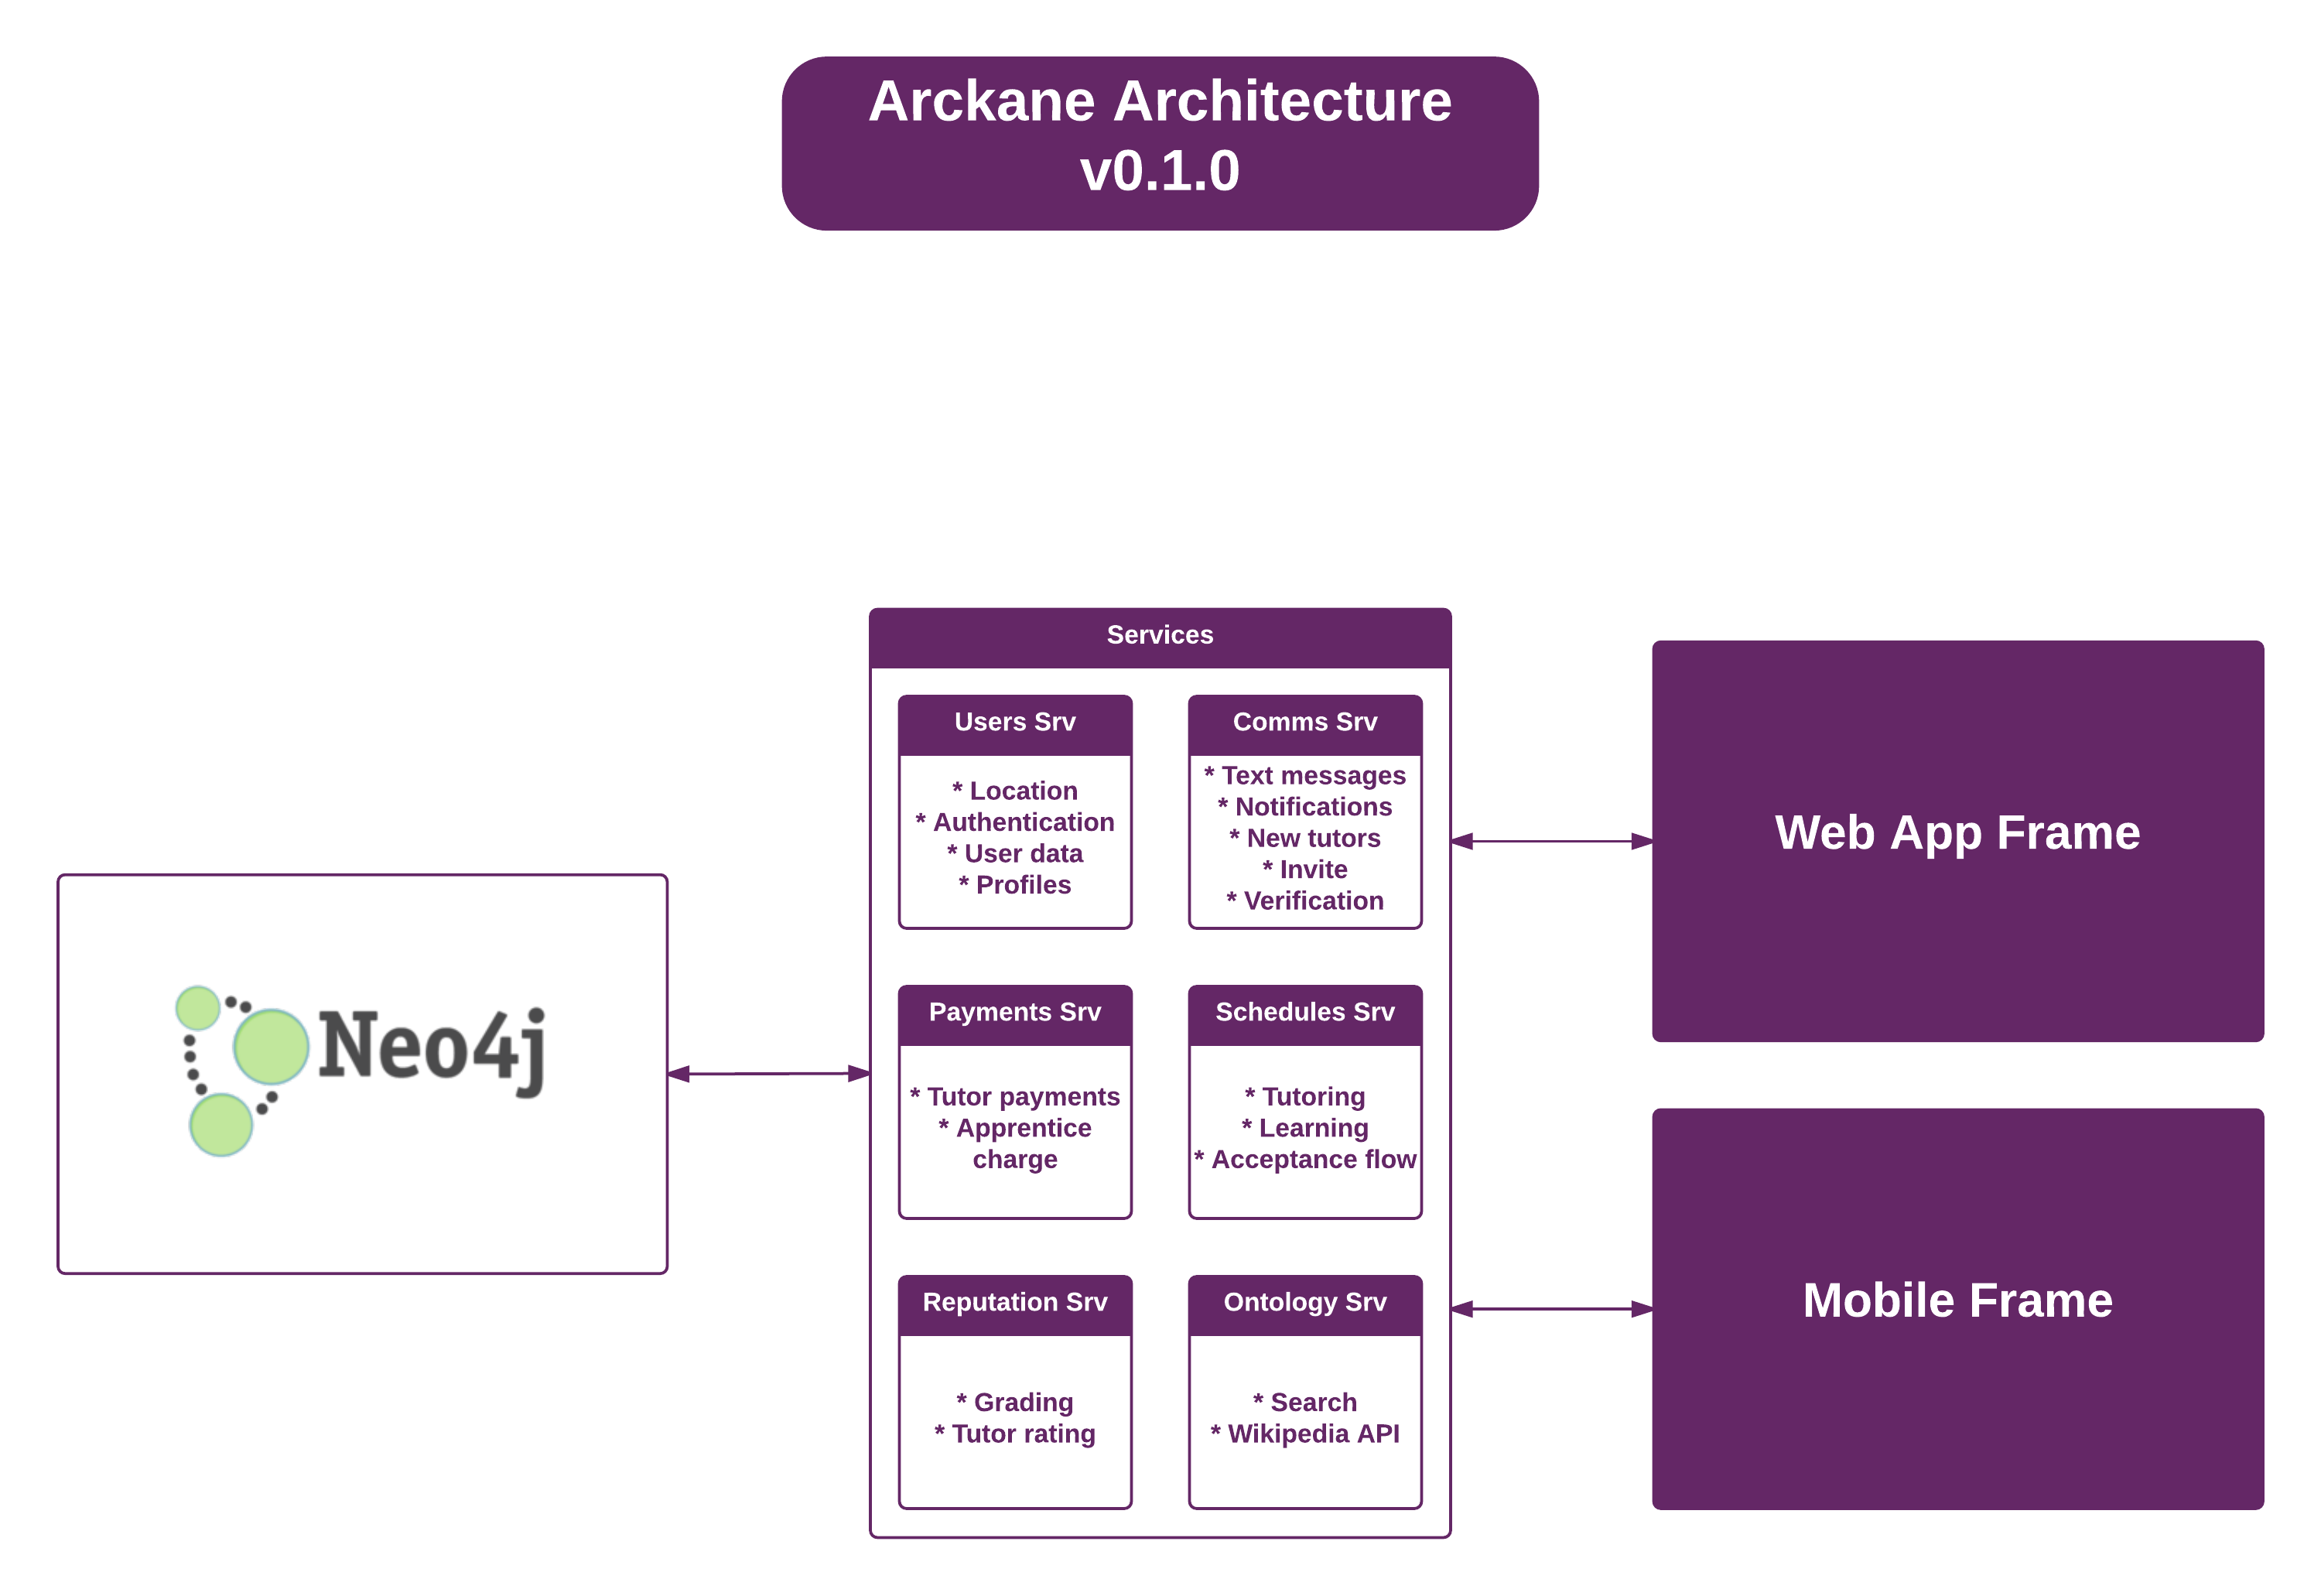 Arckane Architecture
v0.1.0
Services
Users Srv
* Location
* Authentication
* User data
* Profiles
Comms Srv
* Text messages
* Notifications
* New tutors
* Invite
* Verification
Payments Srv
* Tutor payments
* Apprentice
charge
Schedules Srv
* Tutoring
* Learning
* Acceptance flow
Reputation Srv
* Grading
* Tutor rating
Ontology Srv
* Search
* Wikipedia API
Neo4j
Web App Frame
Mobile Frame